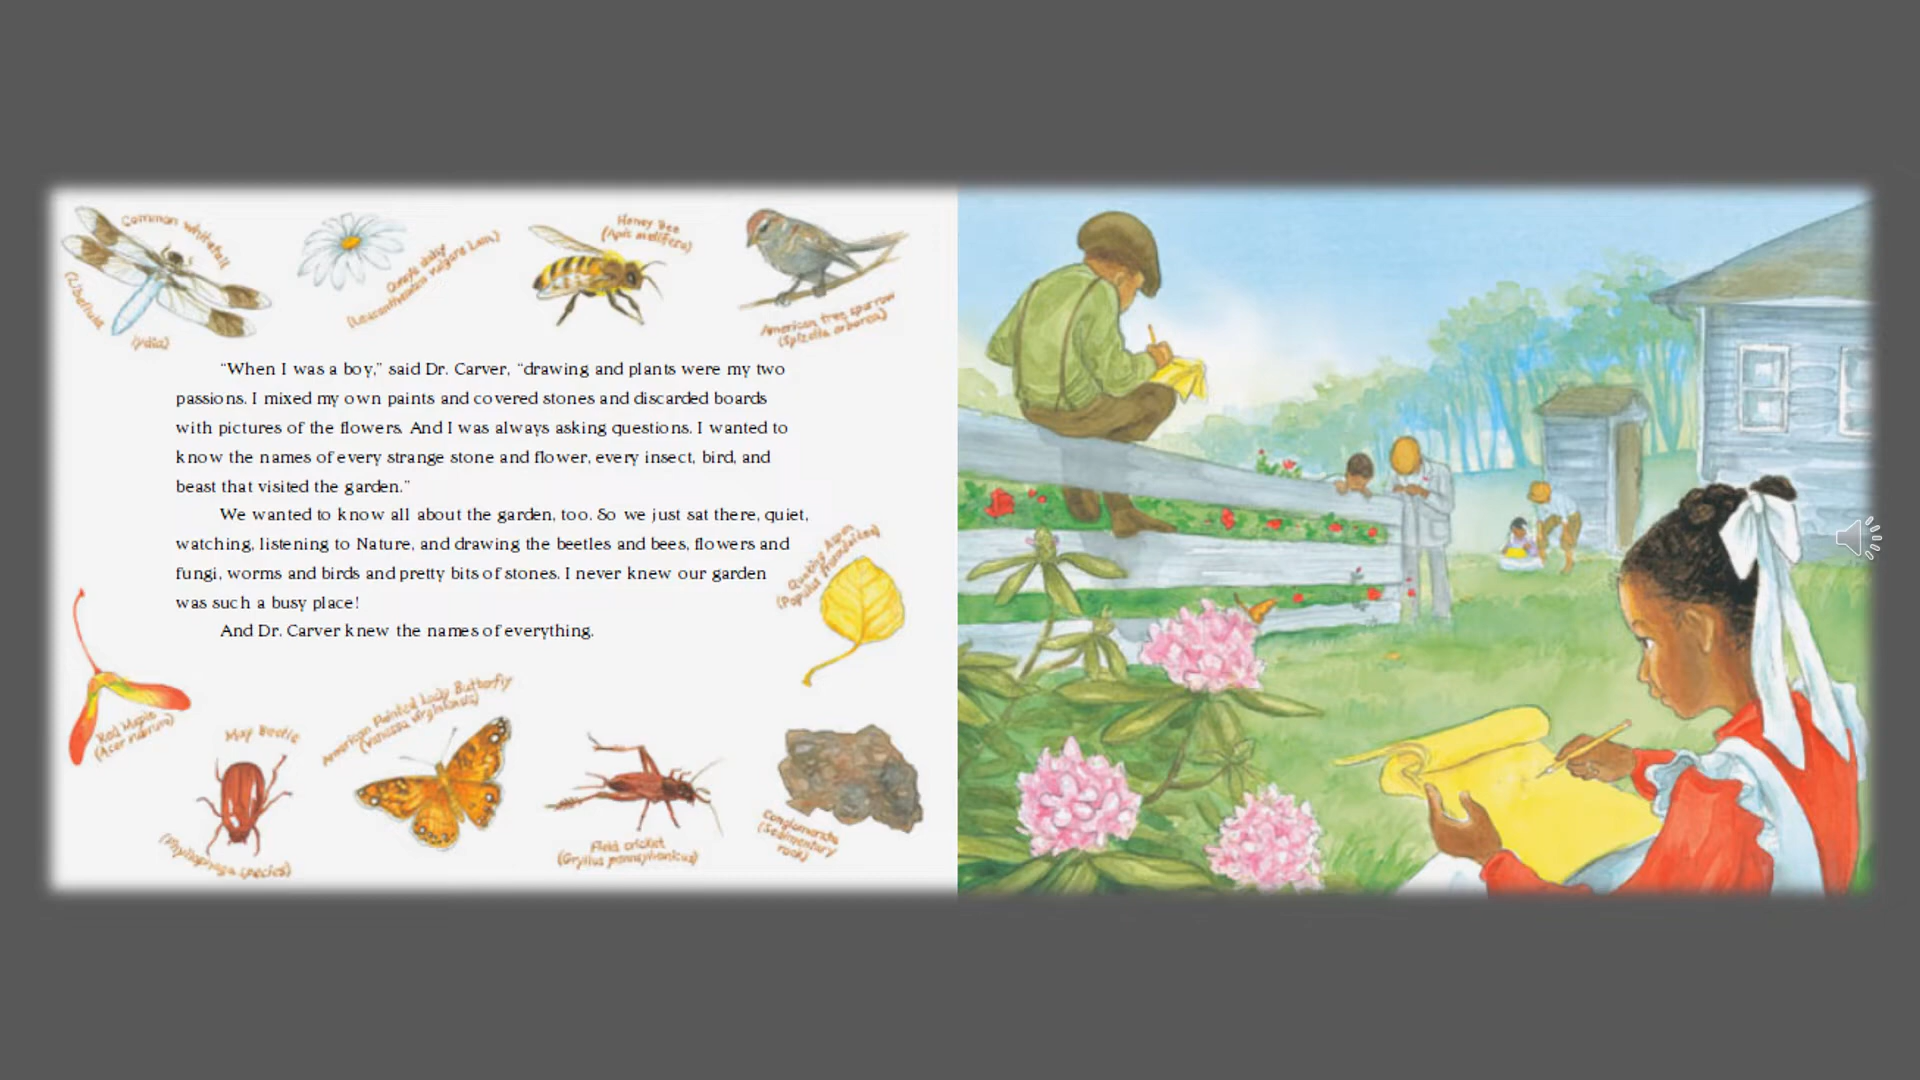 Common Whitetail
(Libellula
lydia)
Oxeye daisy
(Leucanthemum vulgare Lam.)
Honey Bee
(Apis mellifera)
American tree sparrow
(Spizella arborea)
“When I was a boy,” said Dr. Carver, “drawing and plants were my two
passions. I mixed my own paints and covered stones and discarded boards
with pictures of the flowers. And I was always asking questions. I wanted to
know the names of every strange stone and flower, every insect, bird, and
beast that visited the garden.”
We wanted to know all about the garden, too. So we just sat there, quiet,
watching, listening to Nature, and drawing the beetles and bees, flowers and
fungi, worms and birds and pretty bits of stones. I never knew our garden
was such a busy place!
And Dr. Carver knew the names of everything.
Quaking Aspen
(Populus
Red Maple
(Acer rubrum)
May Beetle
(Phyllophaga species)
American Painted Lady Butterfly
(Vanessa virginiensis)
Field cricket
(Gryllus pennsylvanicus)
Conglomerate
(Sedimentary
rock)